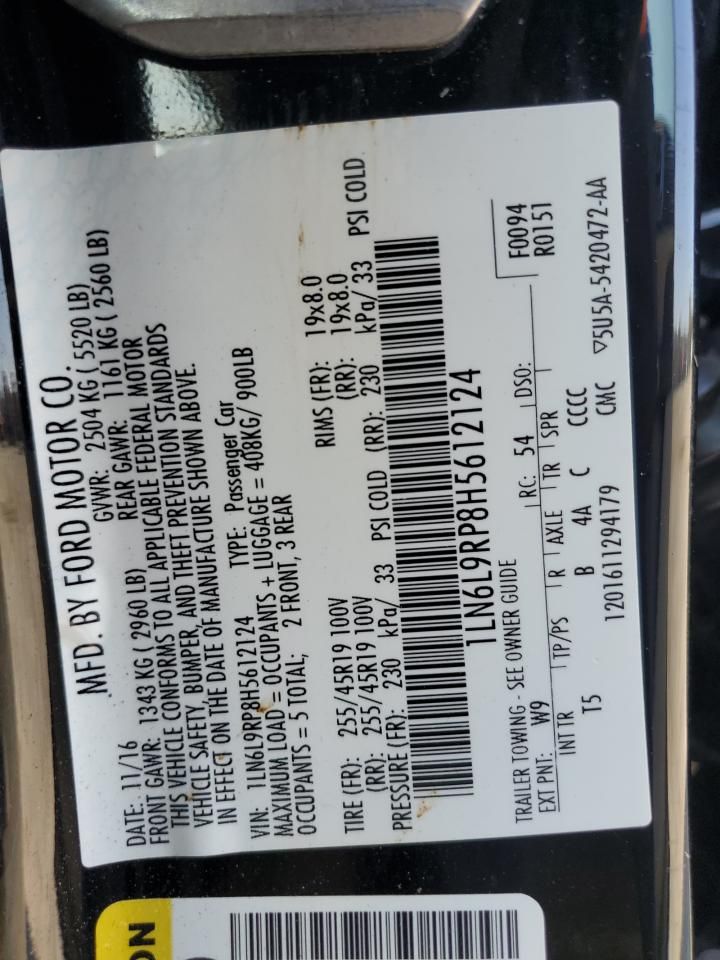 MFD. BY FORD MOTOR CO.
DATE: 11/16 GVWR: 2504 KG ( 5520 LB)
FRONT GAWR: 1343 KG ( 2960 LB) REAR GAWR: 1161 KG ( 2560 LB)
THIS VEHICLE CONFORMS TO ALL APPLICABLE FEDERAL MOTOR
VEHICLE SAFETY, BUMPER, AND THEFT PREVENTION STANDARDS
IN EFFECT ON THE DATE OF MANUFACTURE SHOWN ABOVE.
VIN: 1LN6L9RP8H5612124 TYPE: Passenger Car
MAXIMUM LOAD = OCCUPANTS + LUGGAGE = 408KG/ 900LB
OCCUPANTS = 5 TOTAL; 2 FRONT, 3 REAR
TIRE (FR): 255/45R19 100V RIMS (FR): 19x8.0
(RR): 255/45R19 100V (RR): 19x8.0
PRESSURE (FR): 230 kPa/ 33 PSI COLD (RR): 230 kPa/ 33 PSI COLD
1LN6L9RP8H5612124
TRAILER TOWING - SEE OWNER GUIDE F0094
EXT PNT: W9 RC: 54 DSO: R0151
INT TR TP/PS R AXLE TR SPR
T5 B 4A C CCCC
1201611294179 CMC ▽5U5A-5420472-AA
ON